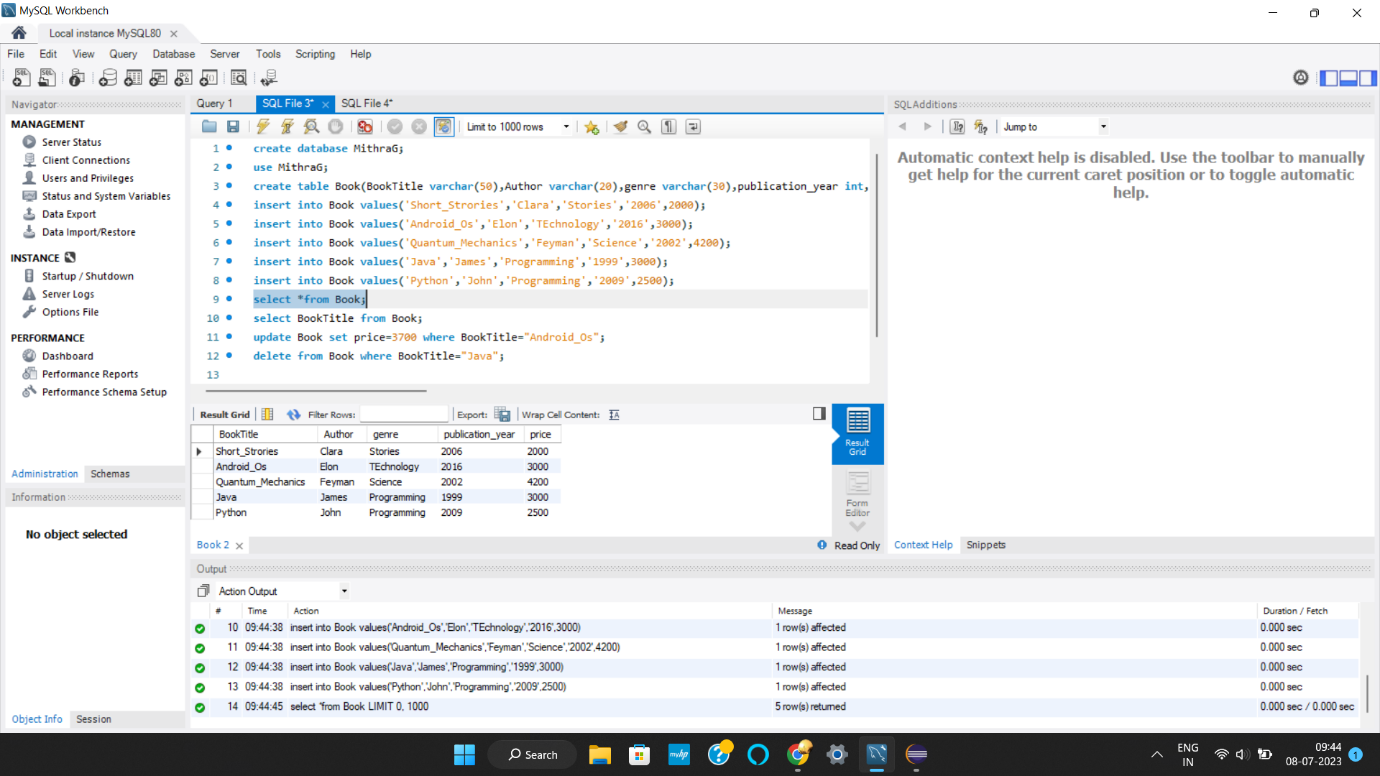 MySQL Workbench
Local instance MySQL80
File Edit View Query Database Server Tools Scripting Help
Navigator
MANAGEMENT
Server Status
Client Connections
Users and Privileges
Status and System Variables
Data Export
Data Import/Restore
INSTANCE
Startup / Shutdown
Server Logs
Options File
PERFORMANCE
Dashboard
Performance Reports
Performance Schema Setup
Administration Schemas
Information
No object selected
Object Info Session
Query 1 SQL File 3* SQL File 4*
Limit to 1000 rows
1 create database MithraG;
2 use MithraG;
3 create table Book(BookTitle varchar(50),Author varchar(20),genre varchar(30),publication_year int,
4 insert into Book values('Short_Strories','Clara','Stories','2006',2000);
5 insert into Book values('Android_Os','Elon','TEchnology','2016',3000);
6 insert into Book values('Quantum_Mechanics','Feyman','Science','2002',4200);
7 insert into Book values('Java','James','Programming','1999',3000);
8 insert into Book values('Python','John','Programming','2009',2500);
9 select *from Book;
10 select BookTitle from Book;
11 update Book set price=3700 where BookTitle="Android_Os";
12 delete from Book where BookTitle="Java";
13
Result Grid Filter Rows: Export: Wrap Cell Content:
BookTitle Author genre publication_year price
Short_Strories Clara Stories 2006 2000
Android_Os Elon TEchnology 2016 3000
Quantum_Mechanics Feyman Science 2002 4200
Java James Programming 1999 3000
Python John Programming 2009 2500
Result
Grid
Form
Editor
Book 2
Read Only
SQLAdditions
Jump to
Automatic context help is disabled. Use the toolbar to manually
get help for the current caret position or to toggle automatic
help.
Context Help Snippets
Output
Action Output
# Time Action Message Duration / Fetch
10 09:44:38 insert into Book values('Android_Os','Elon','TEchnology','2016',3000) 1 row(s) affected 0.000 sec
11 09:44:38 insert into Book values('Quantum_Mechanics','Feyman','Science','2002',4200) 1 row(s) affected 0.000 sec
12 09:44:38 insert into Book values('Java','James','Programming','1999',3000) 1 row(s) affected 0.000 sec
13 09:44:38 insert into Book values('Python','John','Programming','2009',2500) 1 row(s) affected 0.000 sec
14 09:44:45 select *from Book LIMIT 0, 1000 5 row(s) returned 0.000 sec / 0.000 sec
Search
myhp
ENG
IN
09:44
08-07-2023
1